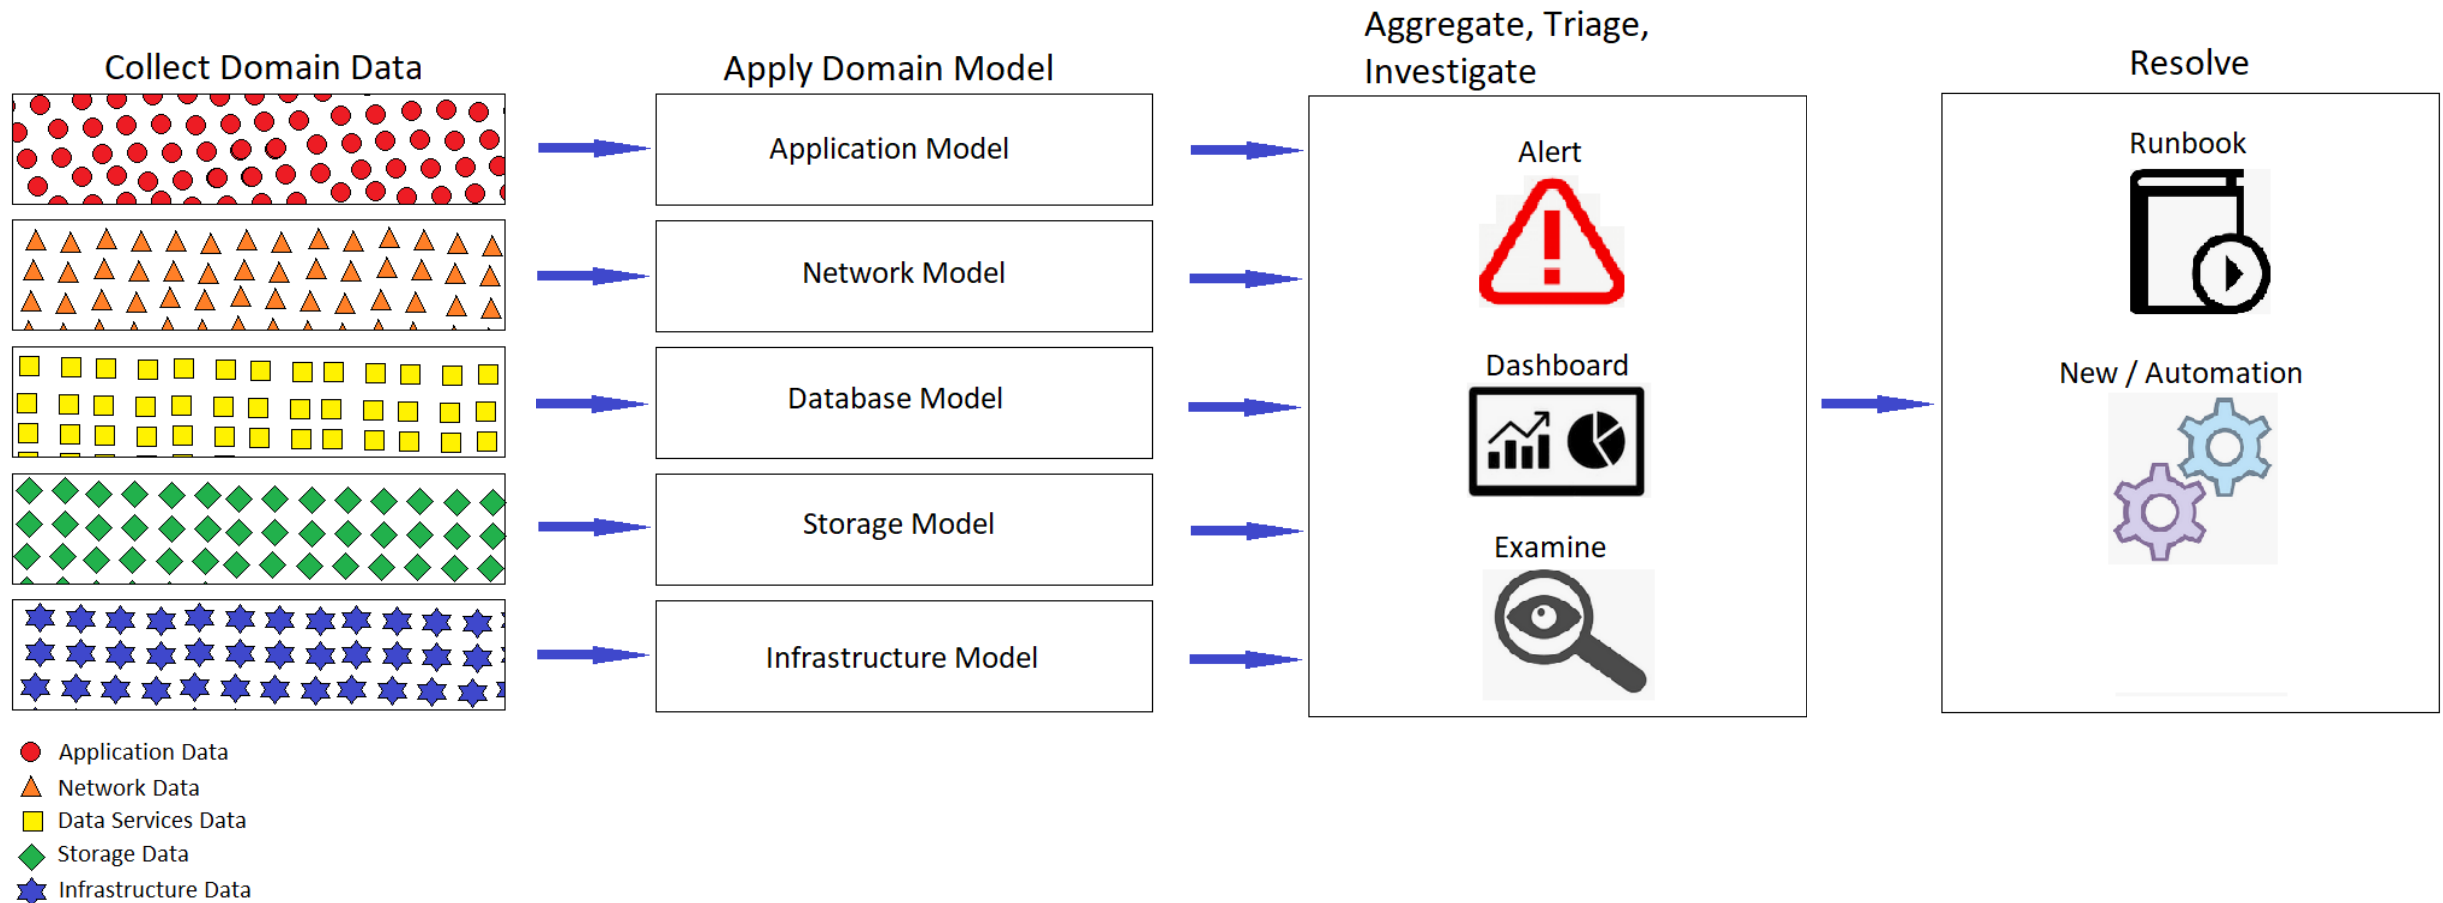 Collect Domain Data
Apply Domain Model
Aggregate, Triage,
Investigate
Resolve
Application Model
Network Model
Database Model
Storage Model
Infrastructure Model
Alert
Dashboard
Examine
Runbook
New / Automation
Application Data
Network Data
Data Services Data
Storage Data
Infrastructure Data